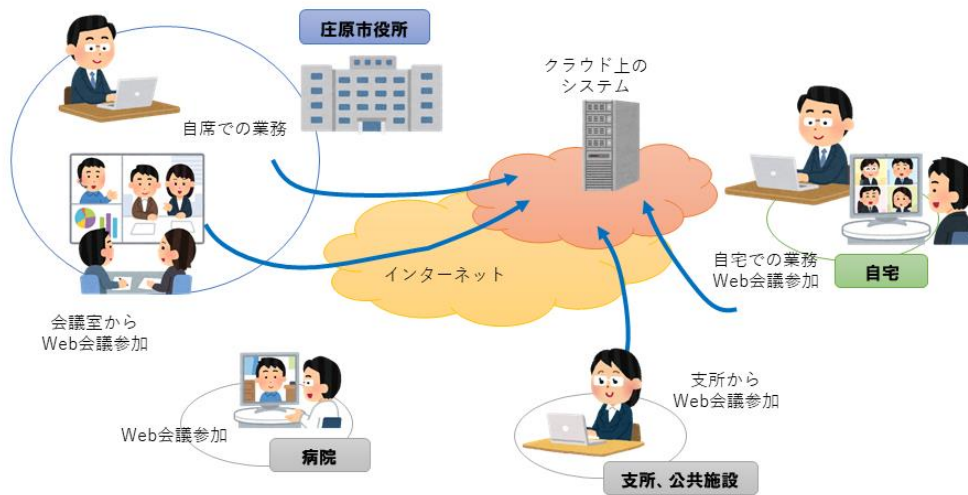 庄原市役所
クラウド上の
システム
自席での業務
インターネット
自宅での業務
Web会議参加
自宅
会議室から
Web会議参加
支所から
Web会議参加
Web会議参加
病院
支所、公共施設